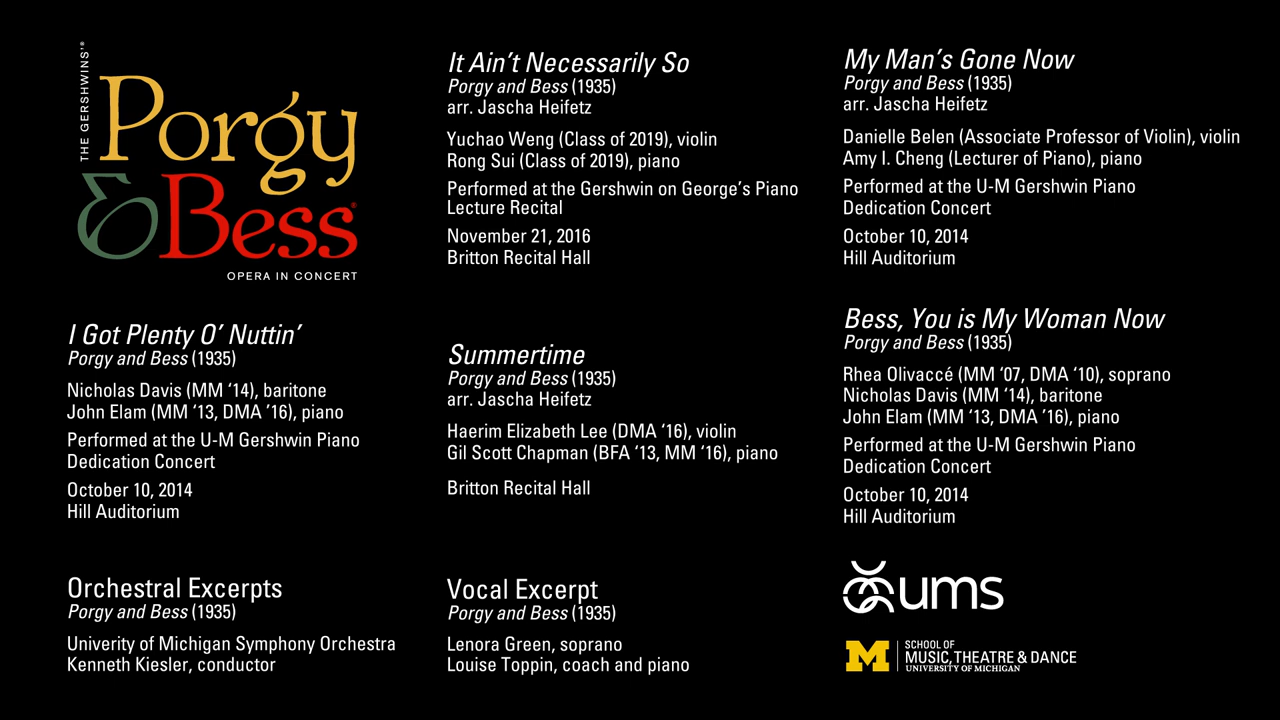 THE GERSHWINS'®
Porgy
& Bess®
OPERA IN CONCERT
I Got Plenty O' Nuttin'
Porgy and Bess (1935)
Nicholas Davis (MM ‘14), baritone
John Elam (MM ‘13, DMA ’16), piano
Performed at the U-M Gershwin Piano
Dedication Concert
October 10, 2014
Hill Auditorium
Orchestral Excerpts
Porgy and Bess (1935)
Univerity of Michigan Symphony Orchestra
Kenneth Kiesler, conductor
It Ain’t Necessarily So
Porgy and Bess (1935)
arr. Jascha Heifetz
Yuchao Weng (Class of 2019), violin
Rong Sui (Class of 2019), piano
Performed at the Gershwin on George’s Piano
Lecture Recital
November 21, 2016
Britton Recital Hall
Summertime
Porgy and Bess (1935)
arr. Jascha Heifetz
Haerim Elizabeth Lee (DMA ‘16), violin
Gil Scott Chapman (BFA ‘13, MM ‘16), piano
Britton Recital Hall
Vocal Excerpt
Porgy and Bess (1935)
Lenora Green, soprano
Louise Toppin, coach and piano
My Man’s Gone Now
Porgy and Bess (1935)
arr. Jascha Heifetz
Danielle Belen (Associate Professor of Violin), violin
Amy I. Cheng (Lecturer of Piano), piano
Performed at the U-M Gershwin Piano
Dedication Concert
October 10, 2014
Hill Auditorium
Bess, You is My Woman Now
Porgy and Bess (1935)
Rhea Olivaccé (MM ‘07, DMA ‘10), soprano
Nicholas Davis (MM ‘14), baritone
John Elam (MM ‘13, DMA ’16), piano
Performed at the U-M Gershwin Piano
Dedication Concert
October 10, 2014
Hill Auditorium
ums
M
SCHOOL OF
MUSIC, THEATRE & DANCE
UNIVERSITY OF MICHIGAN